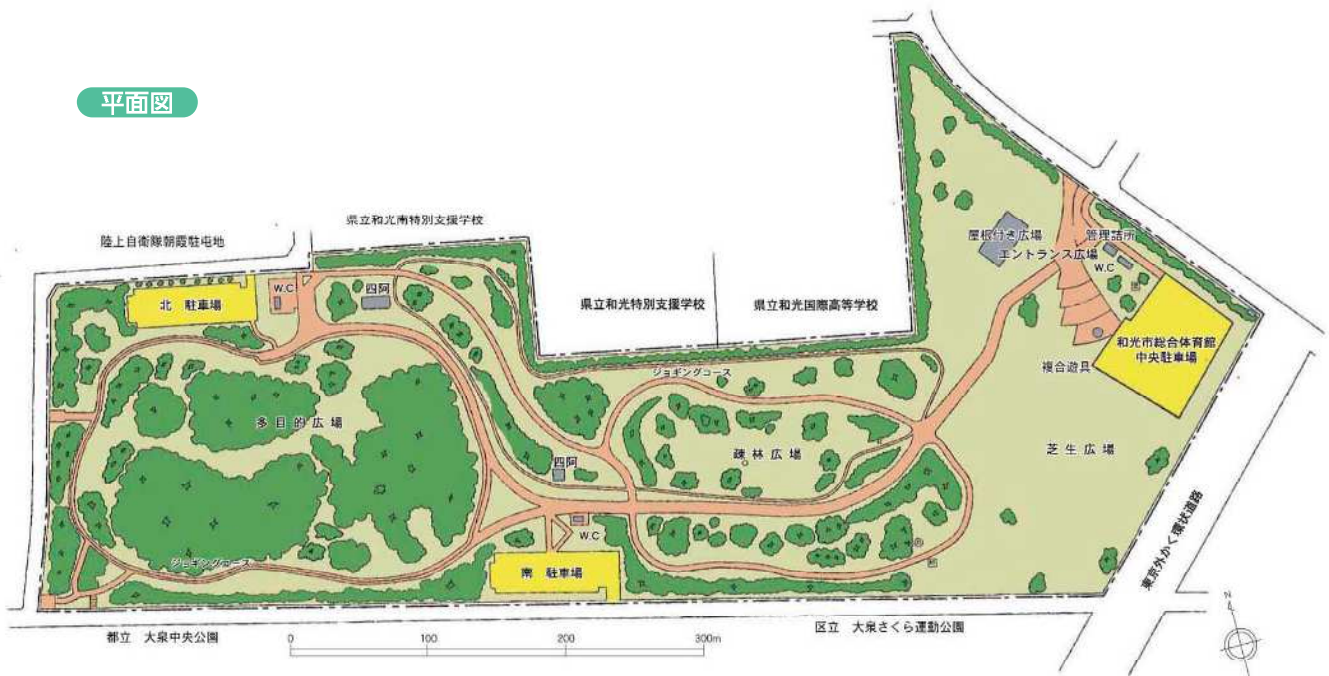 平面図
県立和光南特別支援学校
陸上自衛隊朝霞駐屯地
屋根付き広場
管理詰所
エントランス広場
W.C
W.C
四阿
北 駐車場
県立和光特別支援学校
県立和光国際高等学校
和光市総合体育館
中央駐車場
複合遊具
ジョギングコース
多目的広場
疎林広場
芝生広場
四阿
W.C
ジョギングコース
南 駐車場
東京外かく環状道路
都立 大泉中央公園
0 100 200 300m
区立 大泉さくら運動公園
N